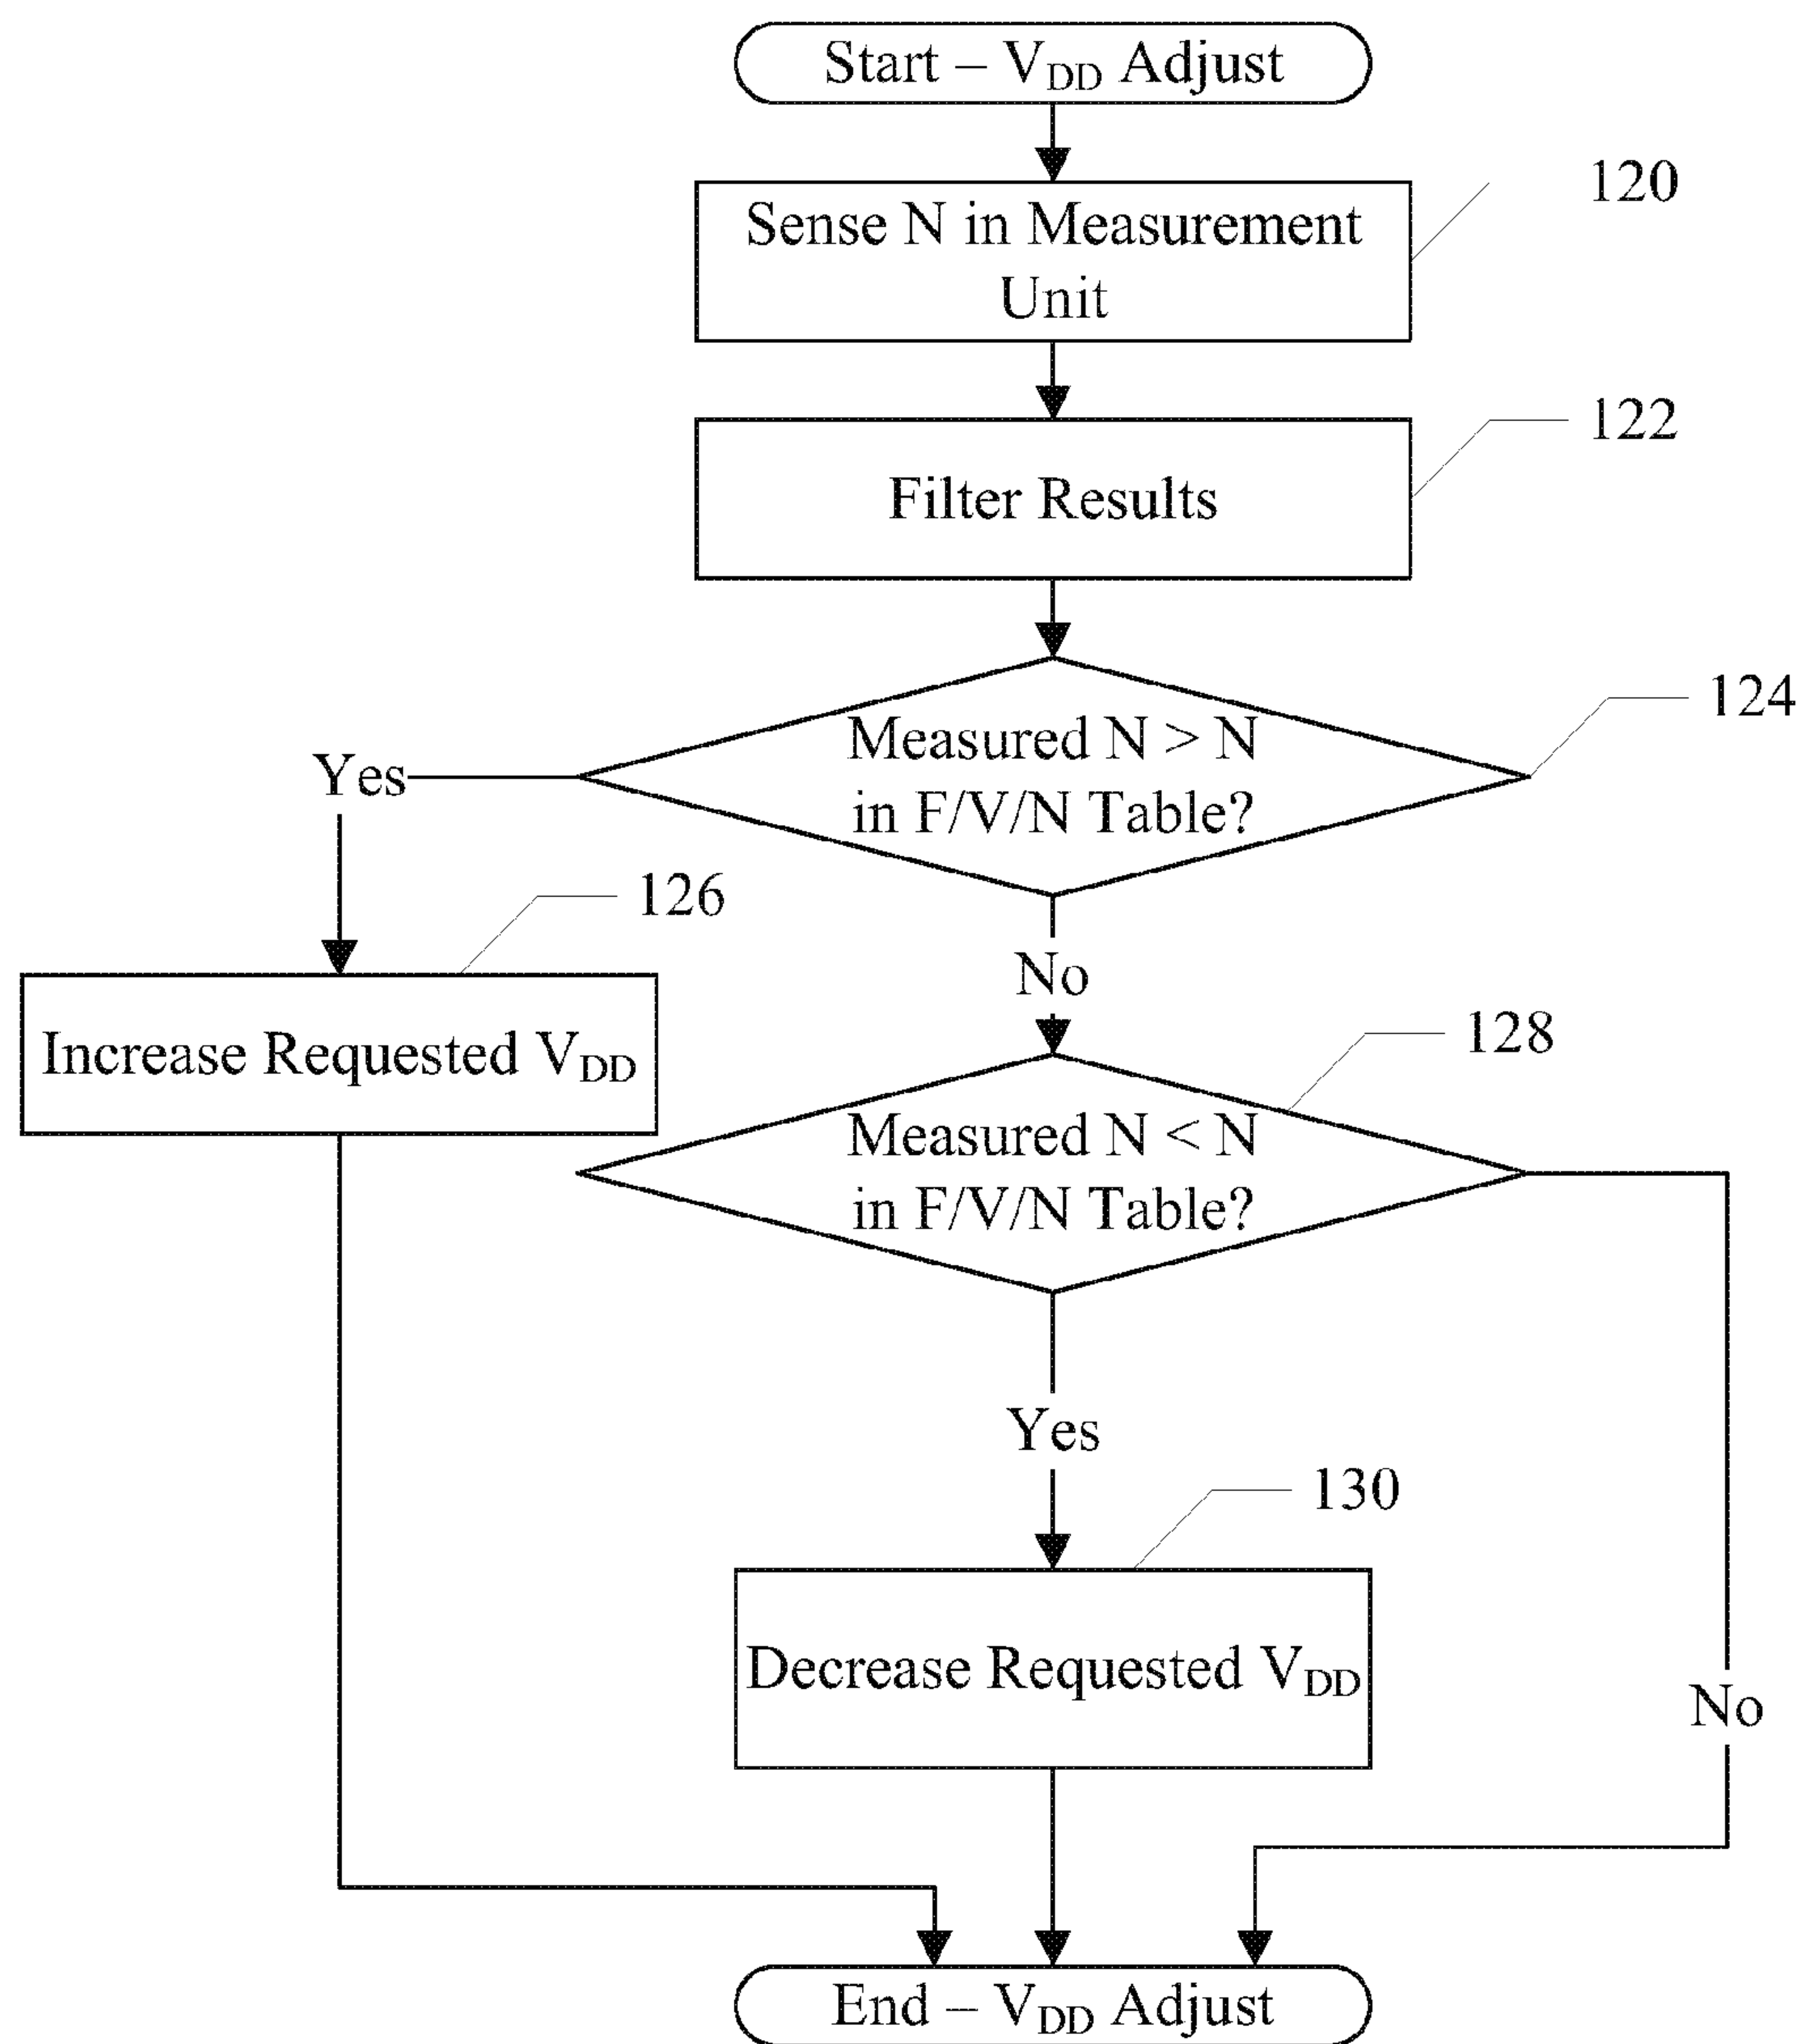 Start – VDD Adjust
120
Sense N in Measurement
Unit
122
Filter Results
124
Measured N > N
in F/V/N Table?
Yes
126
No
Increase Requested VDD
128
Measured N < N
in F/V/N Table?
Yes
130
Decrease Requested VDD
No
End – VDD Adjust